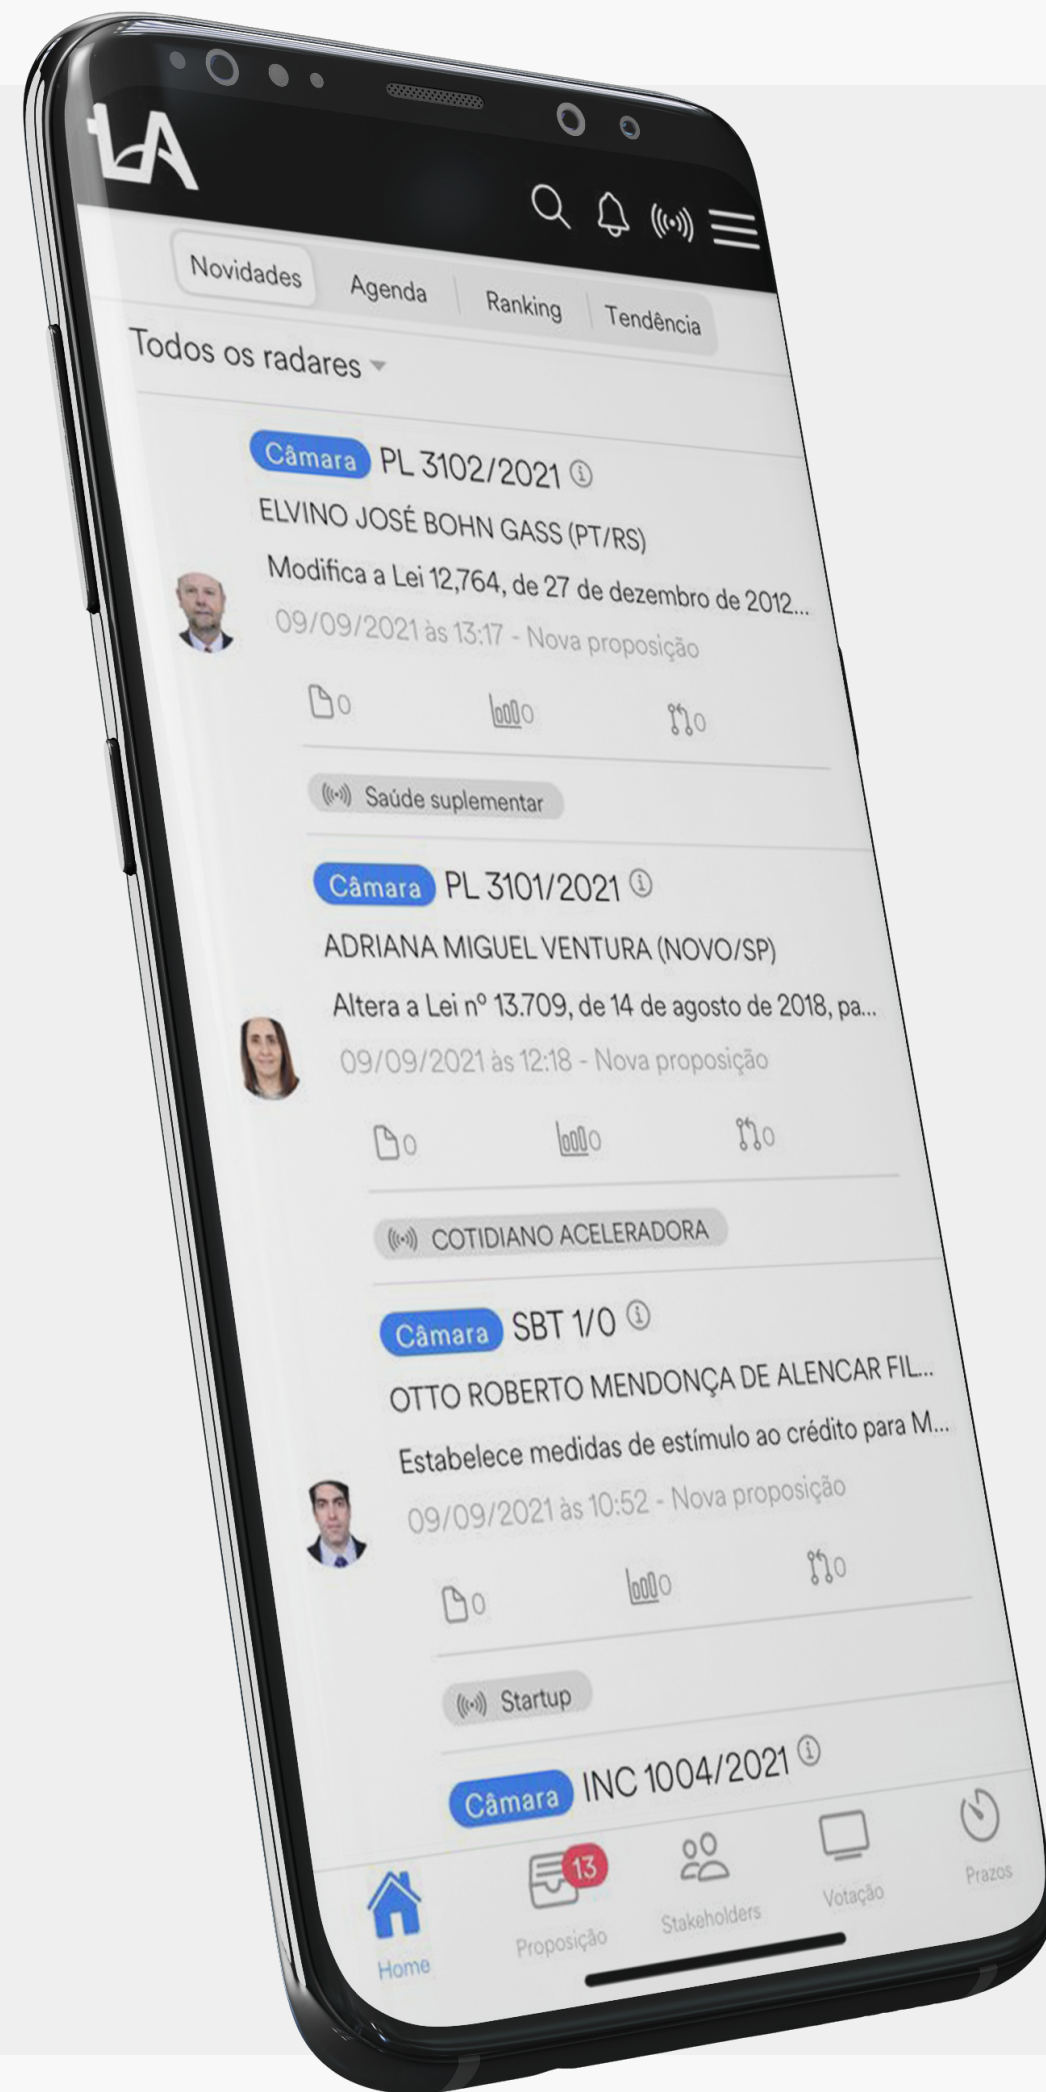 LA
Novidades Agenda Ranking Tendência
Todos os radares
Câmara PL 3102/2021
ELVINO JOSÉ BOHN GASS (PT/RS)
Modifica a Lei 12,764, de 27 de dezembro de 2012...
09/09/2021 às 13:17 - Nova proposição
0 0 0
Saúde suplementar
Câmara PL 3101/2021
ADRIANA MIGUEL VENTURA (NOVO/SP)
Altera a Lei nº 13.709, de 14 de agosto de 2018, pa...
09/09/2021 às 12:18 - Nova proposição
0 0 0
COTIDIANO ACELERADORA
Câmara SBT 1/0
OTTO ROBERTO MENDONÇA DE ALENCAR FIL...
Estabelece medidas de estímulo ao crédito para M...
09/09/2021 às 10:52 - Nova proposição
0 0 0
Startup
Câmara INC 1004/2021
13
Home Proposição Stakeholders Votação Prazos